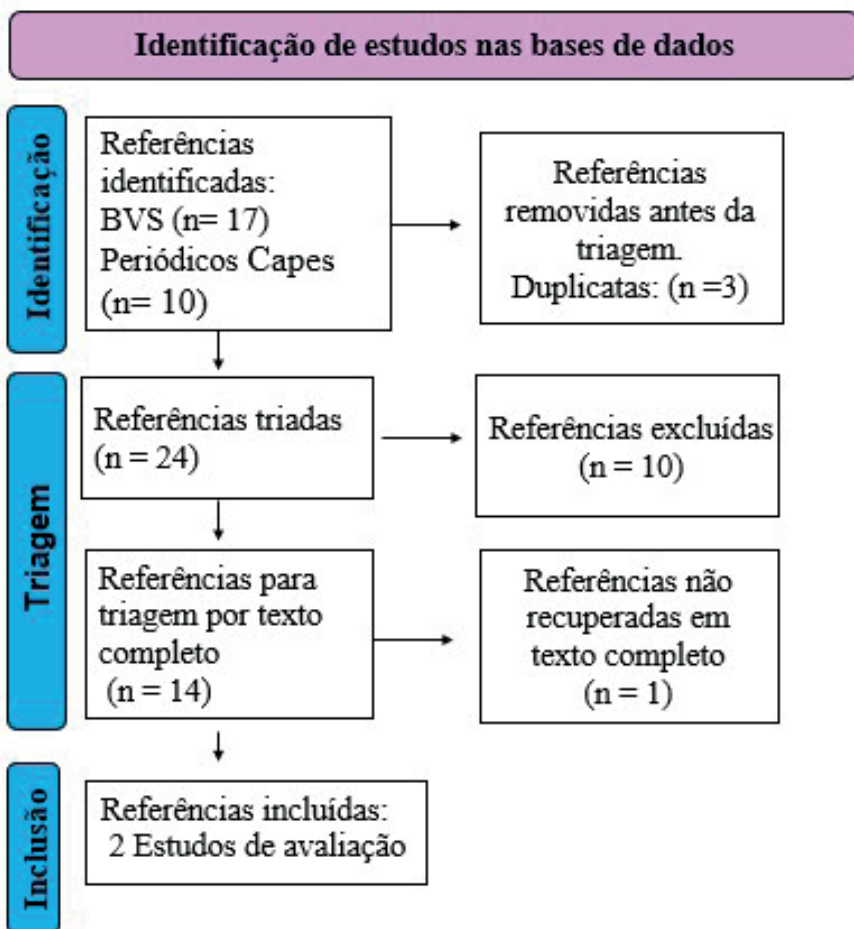 Identificação de estudos nas bases de dados
Identificação
Referências
identificadas:
BVS (n= 17)
Periódicos Capes
(n= 10)
Referências
removidas antes da
triagem.
Duplicatas: (n =3)
Triagem
Referências triadas
(n = 24)
Referências excluídas
(n = 10)
Referências para
triagem por texto
completo
(n = 14)
Referências não
recuperadas em
texto completo
(n = 1)
Inclusão
Referências incluídas:
2 Estudos de avaliação